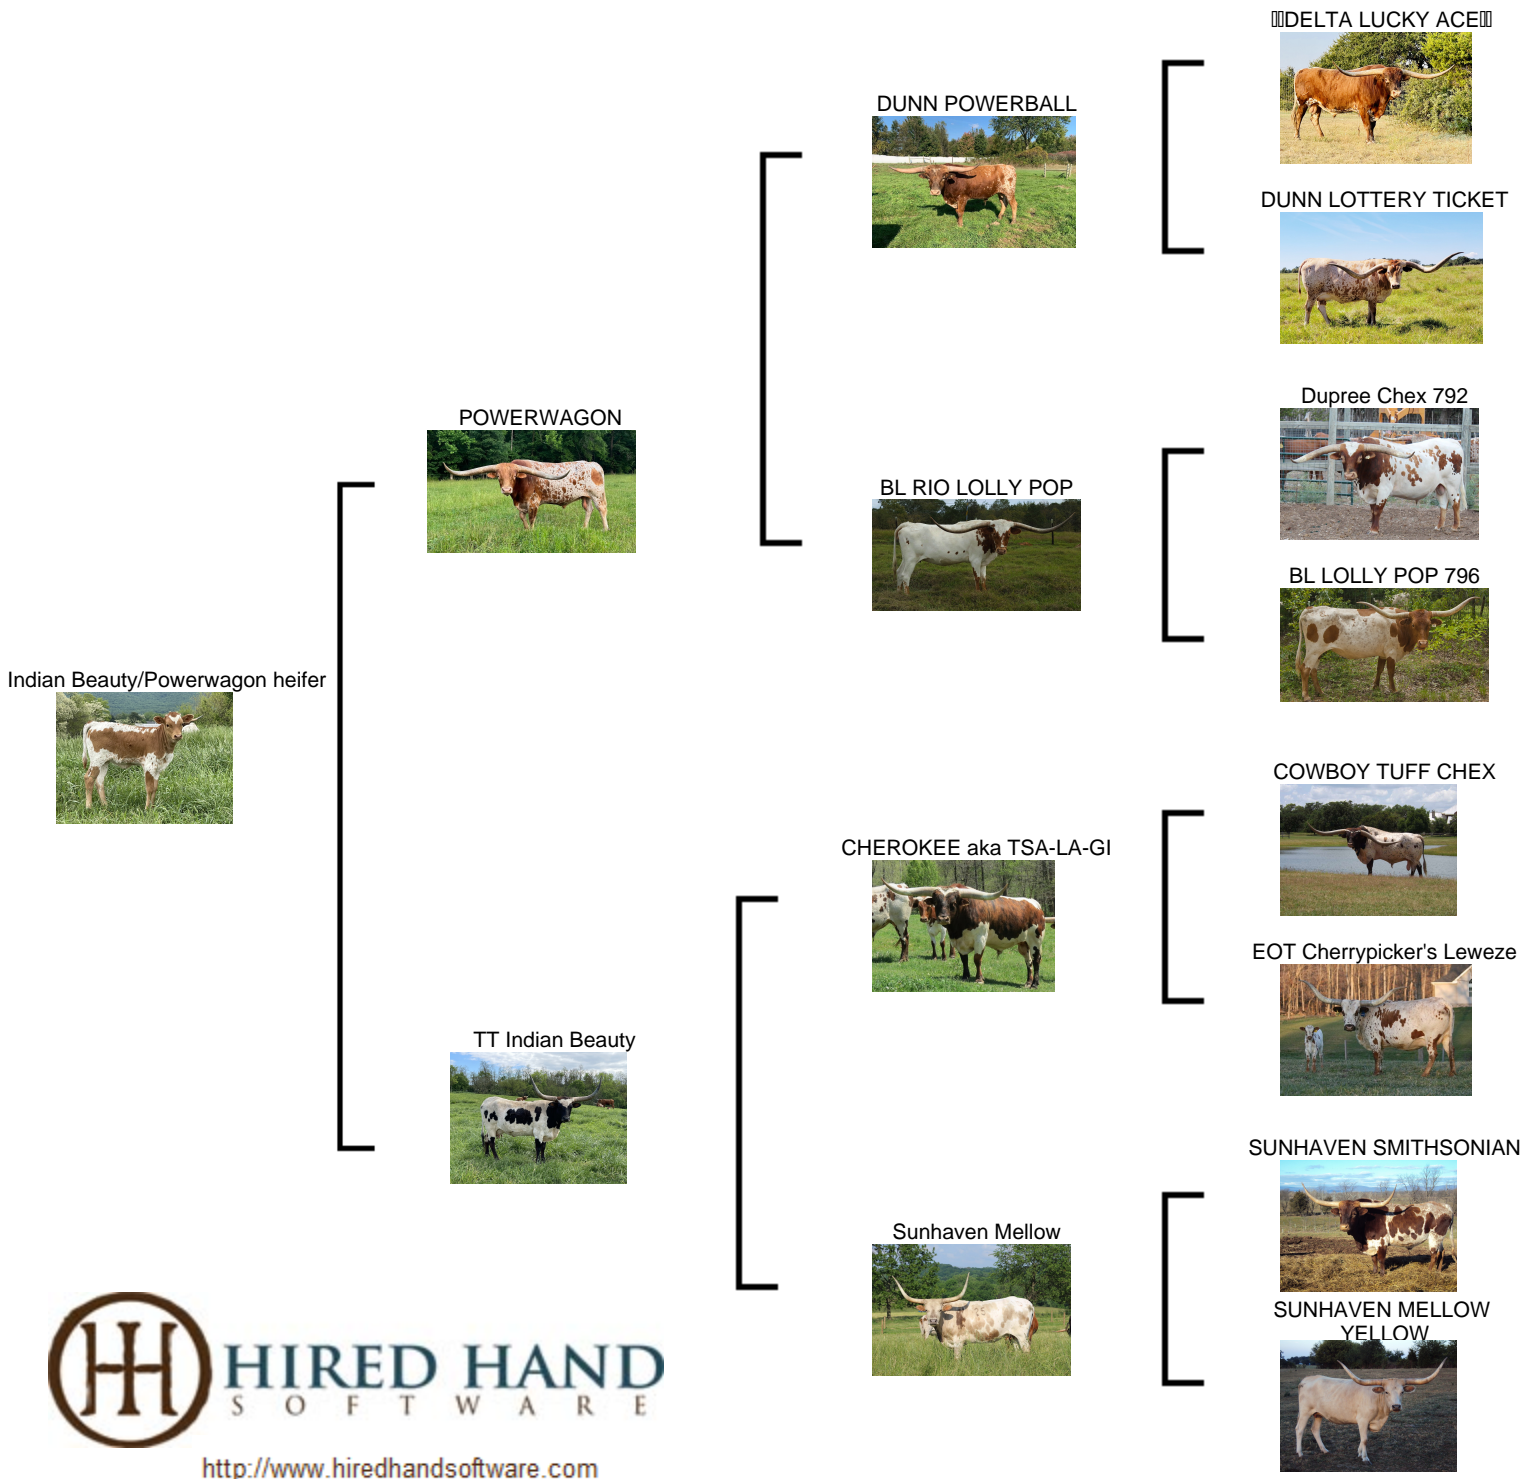 ▯▯DELTA LUCKY ACE▯▯
DUNN POWERBALL
DUNN LOTTERY TICKET
POWERWAGON
Dupree Chex 792
BL RIO LOLLY POP
BL LOLLY POP 796
Indian Beauty/Powerwagon heifer
COWBOY TUFF CHEX
CHEROKEE aka TSA-LA-GI
EOT Cherrypicker's Leweze
TT Indian Beauty
SUNHAVEN SMITHSONIAN
Sunhaven Mellow
SUNHAVEN MELLOW
YELLOW
HIRED HAND
SOFTWARE
http://www.hiredhandsoftware.com